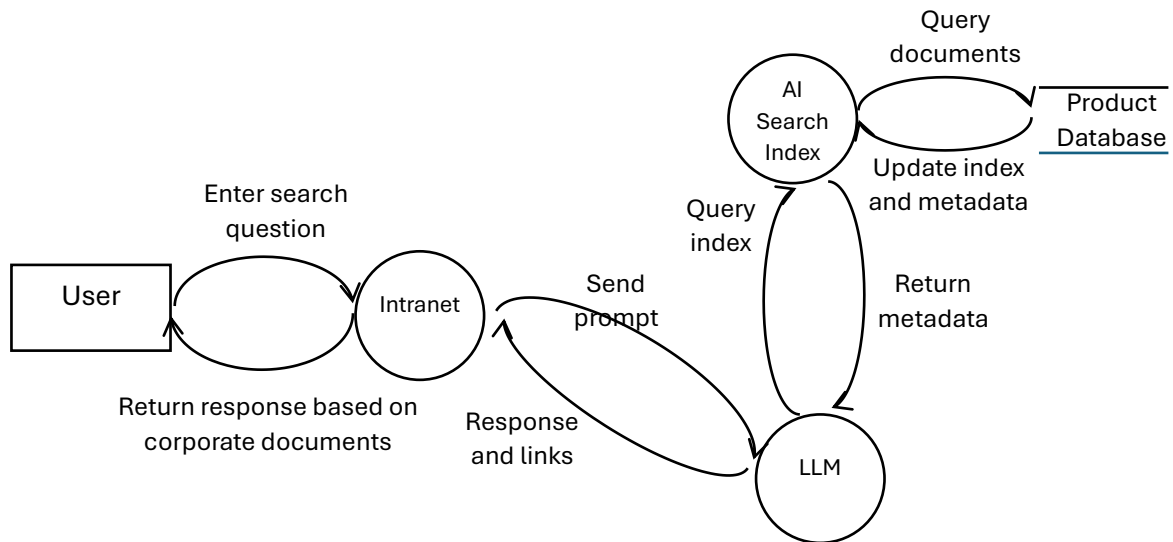 Query
documents
AI
Search
Index
Product
Database
Update index
and metadata
Enter search
question
Query
index
User
Intranet
Send
prompt
Return
metadata
Return response based on
corporate documents
Response
and links
LLM